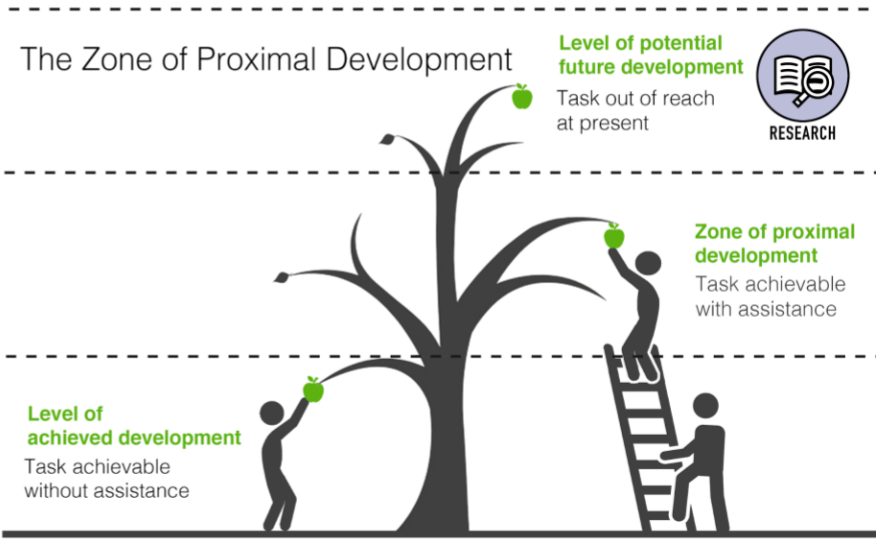 The Zone of Proximal Development
Level of potential
future development
Task out of reach
at present
RESEARCH
Zone of proximal
development
Task achievable
with assistance
Level of
achieved development
Task achievable
without assistance